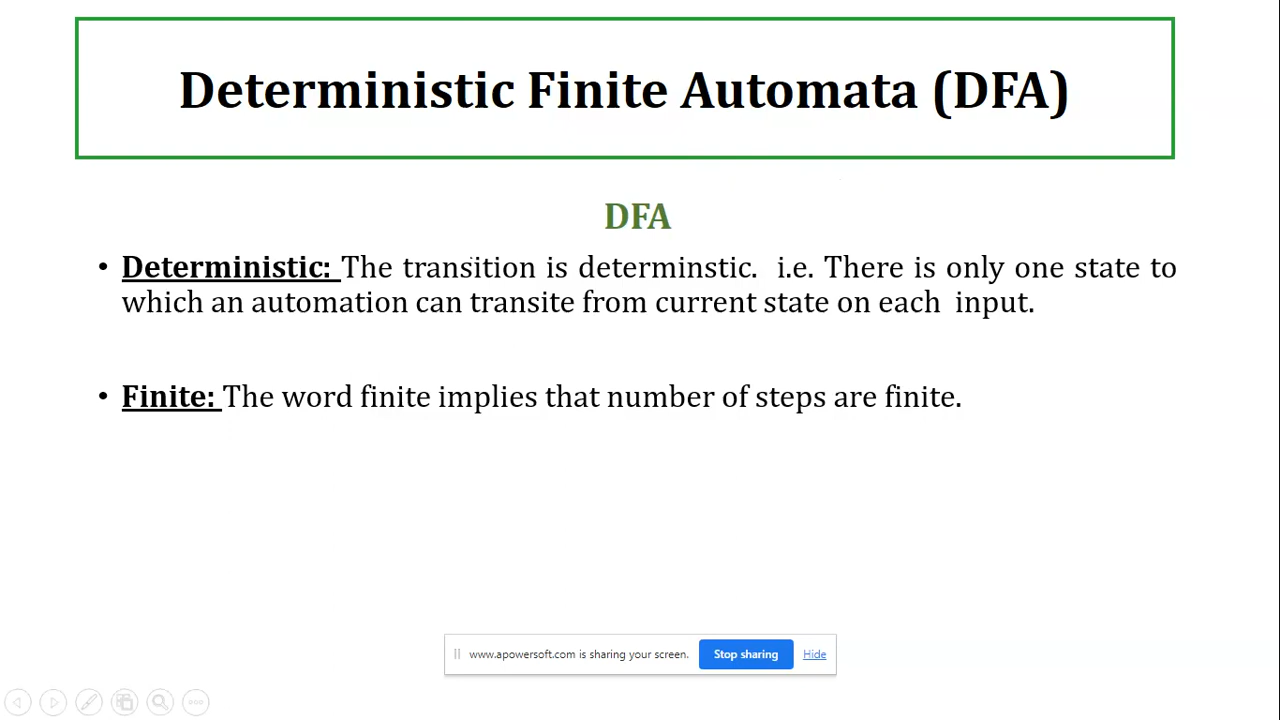 Deterministic Finite Automata (DFA)
DFA
• Deterministic: The transition is determinstic. i.e. There is only one state to
which an automation can transite from current state on each input.
• Finite: The word finite implies that number of steps are finite.
www.apowersoft.com is sharing your screen. Stop sharing Hide